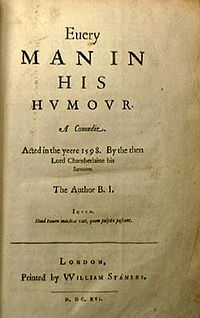 Euery
MAN IN
HIS
HVMOVR.
A Comœdie.
Acted in the yeere 1598. By the then
Lord Chamberlaine his
Seruants.
The Author B. I.
IVVEN.
Haud tamen inuideas vati, quem pulpita pascunt.
LONDON,
Printed by WILLIAM STANSBY.
M. DC. XVI.